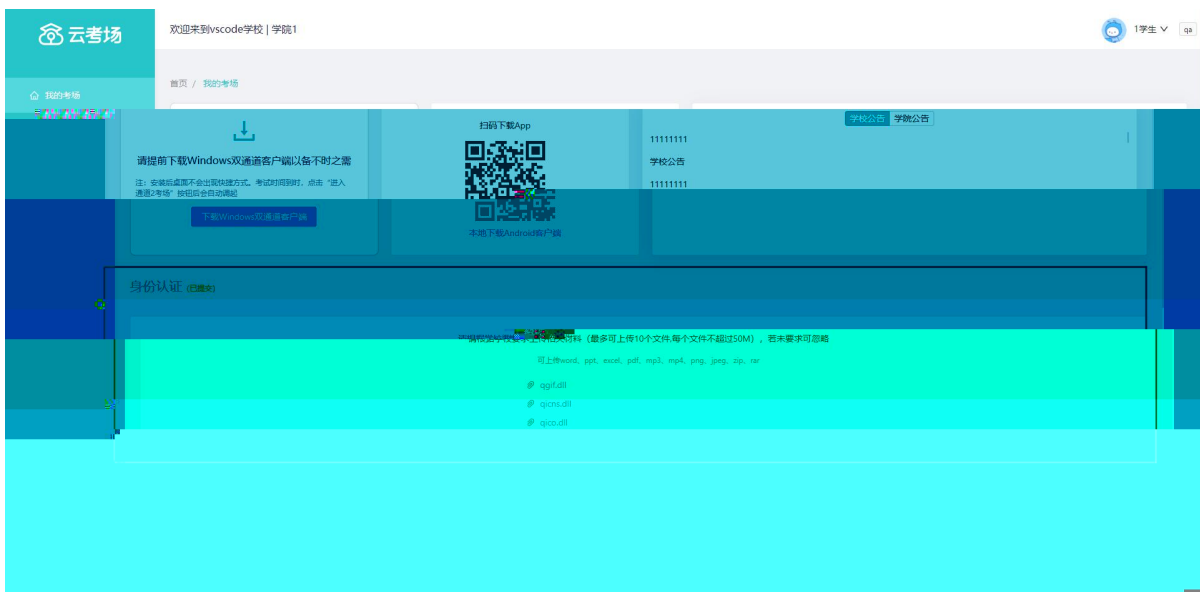 云考场
欢迎来到vscode学校 | 学院1
1学生
qa
我的考场
首页 / 我的考场
请提前下载Windows双通道客户端以备不时之需
注：安装后桌面不会出现快捷方式。考试时间到时，点击“进入
通道2考场”按钮后会自动调起
下载Windows双通道客户端
扫码下载App
本地下载Android客户端
学校公告 学院公告
11111111
学校公告
11111111
身份认证 (已提交)
上传相关材料（最多可上传10个文件,每个文件不超过50M），若未要求可忽略
可上传word、ppt、excel、pdf、mp3、mp4、png、jpeg、zip、rar
qgif.dll
qicns.dll
qico.dll